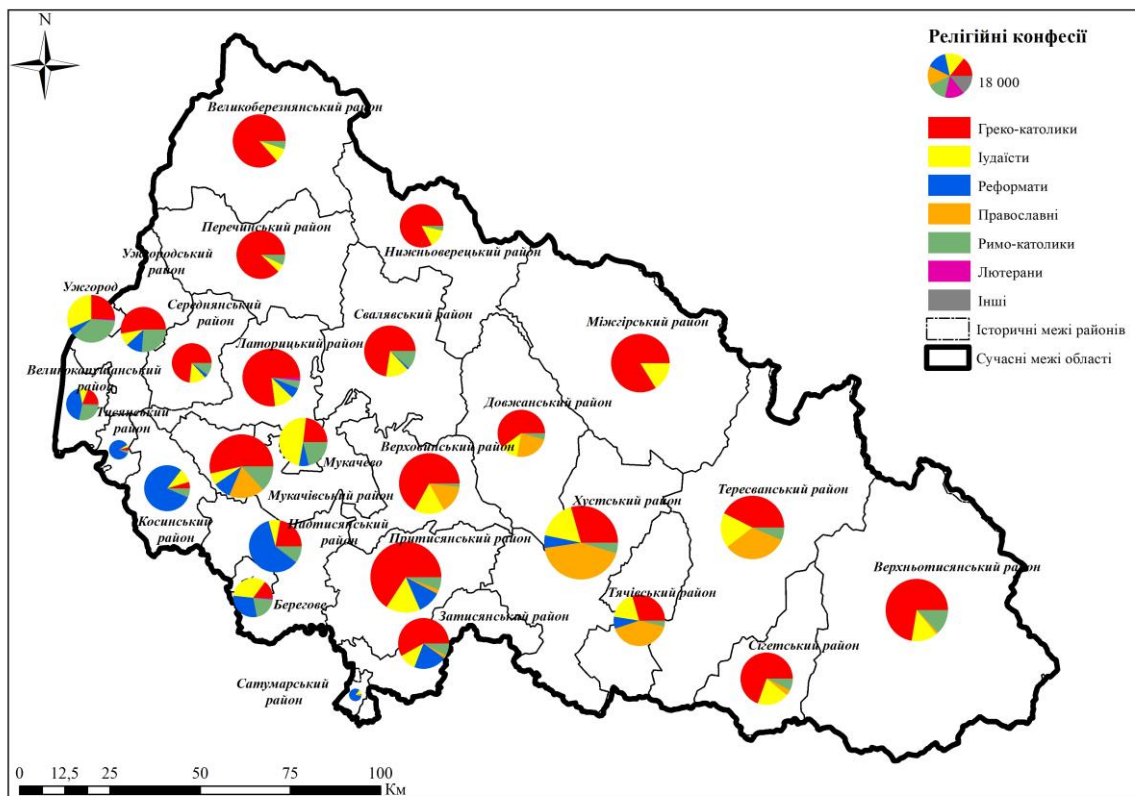 N
Релігійні конфесії
18 000
Греко-католики
Іудаїсти
Реформати
Православні
Римо-католики
Лютерани
Інші
Історичні межі районів
Сучасні межі області
Великоберезнянський район
Перечинський район
Нижньоверецький район
Ужгородський
район
Ужгород
Середнянський
район
Свалявський район
Міжгірський район
Латорицький район
Великокапушанський
район
Довжанський район
Тисянський
район
Верховинський район
Мукачево
Мукачівський район
Хустський район
Тересванський район
Косинський
район
Надтисянський
район
Притисянський район
Верхньотисянський район
Тячівський район
Берегове
Затисянський район
Сігетський район
Сатумарський
район
0 12,5 25 50 75 100
Км